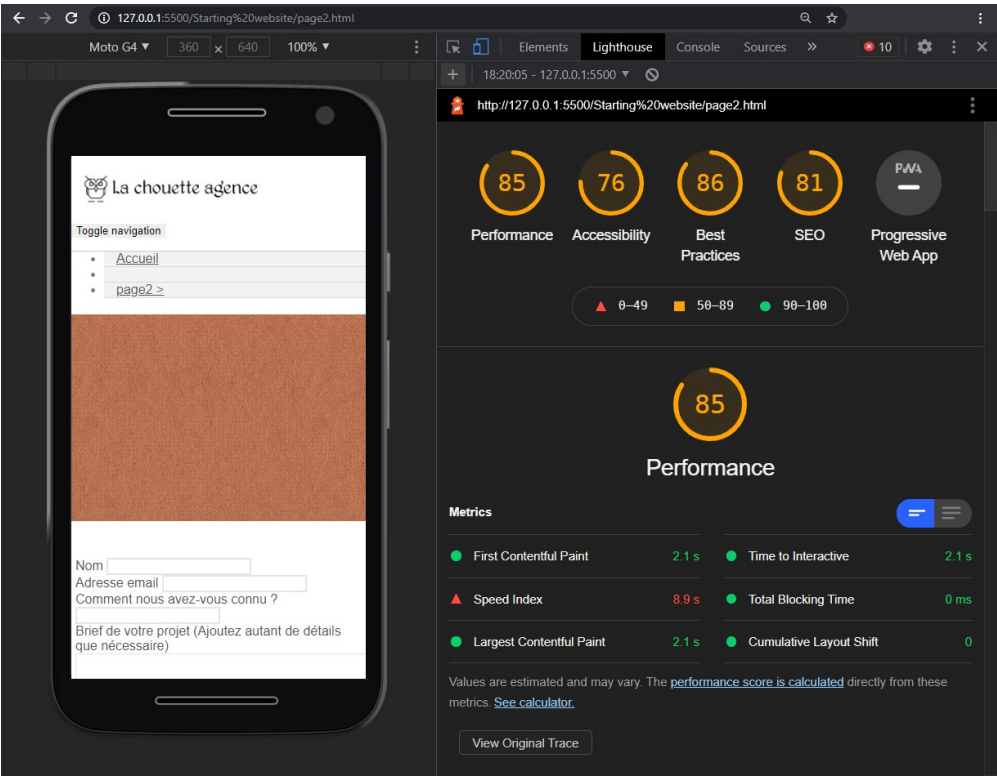 127.0.0.1:5500/Starting%20website/page2.html
Moto G4 ▼ 360 x 640 100% ▼
Elements Lighthouse Console Sources » 10
18:20:05 - 127.0.0.1:5500 ▼
http://127.0.0.1:5500/Starting%20website/page2.html
La chouette agence
Toggle navigation
Accueil
page2 >
Nom
Adresse email
Comment nous avez-vous connu ?
Brief de votre projet (Ajoutez autant de détails
que nécessaire)
85 76 86 81 PWA
Performance Accessibility Best Practices SEO Progressive Web App
0–49 50–89 90–100
85
Performance
Metrics
First Contentful Paint 2.1 s
Time to Interactive 2.1 s
Speed Index 8.9 s
Total Blocking Time 0 ms
Largest Contentful Paint 2.1 s
Cumulative Layout Shift 0
Values are estimated and may vary. The performance score is calculated directly from these
metrics. See calculator.
View Original Trace